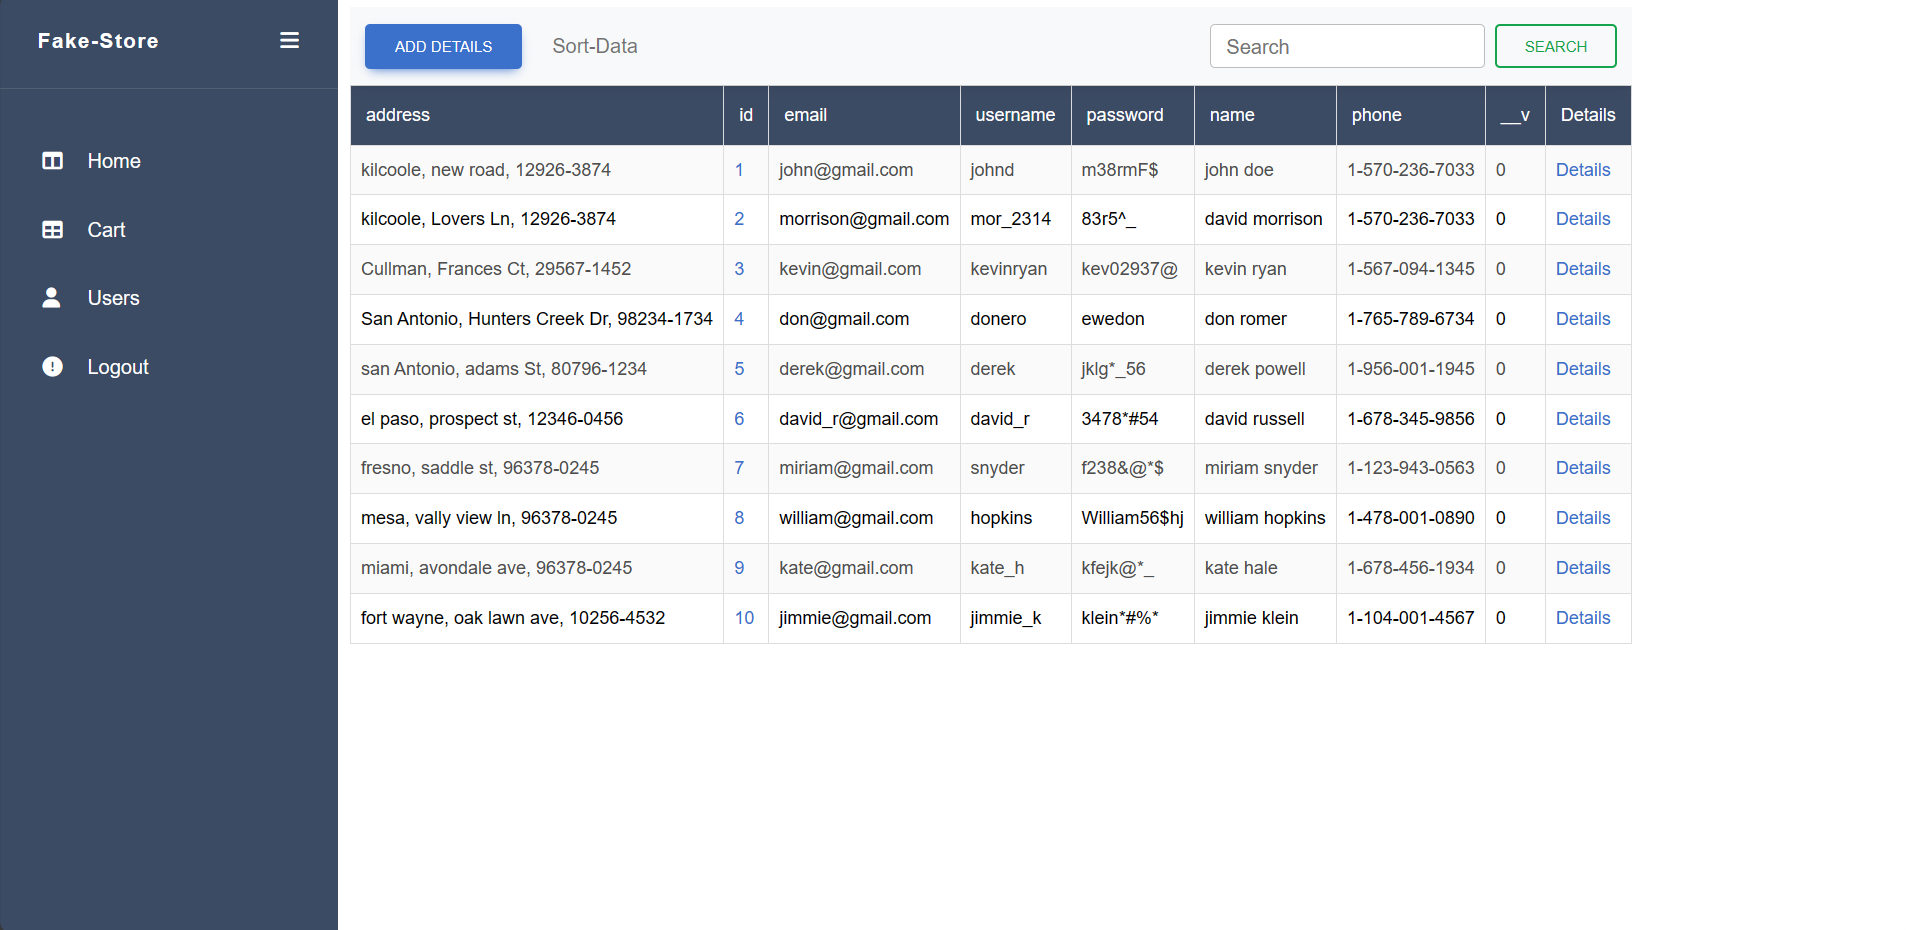 Fake-Store
Home
Cart
Users
Logout
ADD DETAILS Sort-Data Search SEARCH
address id email username password name phone __v Details
kilcoole, new road, 12926-3874 1 john@gmail.com johnd m38rmF$ john doe 1-570-236-7033 0 Details
kilcoole, Lovers Ln, 12926-3874 2 morrison@gmail.com mor_2314 83r5^_ david morrison 1-570-236-7033 0 Details
Cullman, Frances Ct, 29567-1452 3 kevin@gmail.com kevinryan kev02937@ kevin ryan 1-567-094-1345 0 Details
San Antonio, Hunters Creek Dr, 98234-1734 4 don@gmail.com donero ewedon don romer 1-765-789-6734 0 Details
san Antonio, adams St, 80796-1234 5 derek@gmail.com derek jklg*_56 derek powell 1-956-001-1945 0 Details
el paso, prospect st, 12346-0456 6 david_r@gmail.com david_r 3478*#54 david russell 1-678-345-9856 0 Details
fresno, saddle st, 96378-0245 7 miriam@gmail.com snyder f238&@*$ miriam snyder 1-123-943-0563 0 Details
mesa, vally view ln, 96378-0245 8 william@gmail.com hopkins William56$hj william hopkins 1-478-001-0890 0 Details
miami, avondale ave, 96378-0245 9 kate@gmail.com kate_h kfejk@*_ kate hale 1-678-456-1934 0 Details
fort wayne, oak lawn ave, 10256-4532 10 jimmie@gmail.com jimmie_k klein*#%* jimmie klein 1-104-001-4567 0 Details